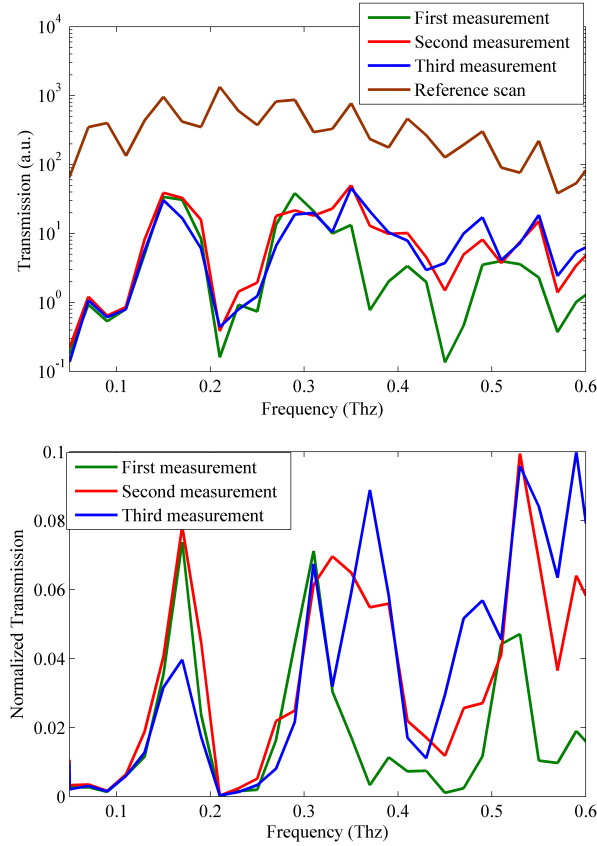 10^4
10^3
10^2
10^1
10^0
10^-1
Transmission (a.u.)
First measurement
Second measurement
Third measurement
Reference scan
0.1 0.2 0.3 0.4 0.5 0.6
Frequency (Thz)
0.1
0.08
0.06
0.04
0.02
0
Normalized Transmission
First measurement
Second measurement
Third measurement
0.1 0.2 0.3 0.4 0.5 0.6
Frequency (Thz)